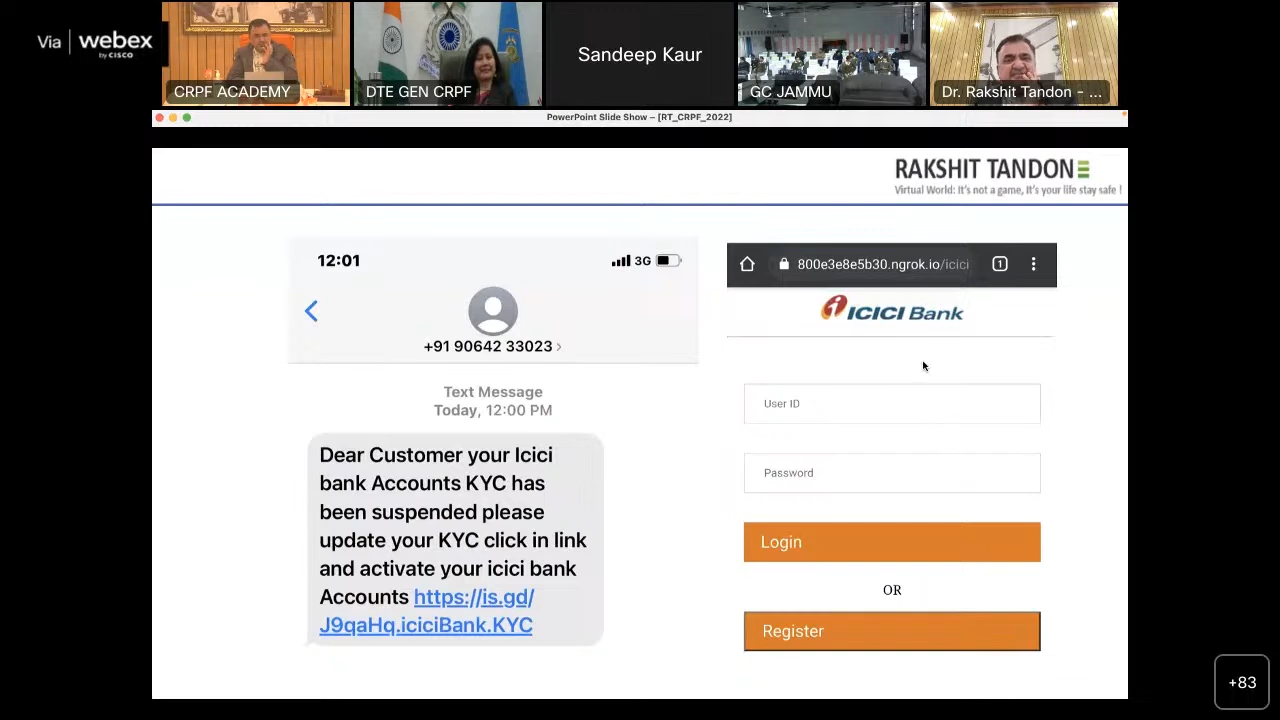 Via webex
by CISCO
CRPF ACADEMY
DTE GEN CRPF
Sandeep Kaur
GC JAMMU
Dr. Rakshit Tandon - ...
PowerPoint Slide Show – [RT_CRPF_2022]
RAKSHIT TANDON
Virtual World: It's not a game, It's your life stay safe !
12:01
3G
+91 90642 33023 ›
Text Message
Today, 12:00 PM
Dear Customer your Icici
bank Accounts KYC has
been suspended please
update your KYC click in link
and activate your icici bank
Accounts https://is.gd/
J9qaHq.iciciBank.KYC
800e3e8e5b30.ngrok.io/icici
1
ICICI Bank
User ID
Password
Login
OR
Register
+83